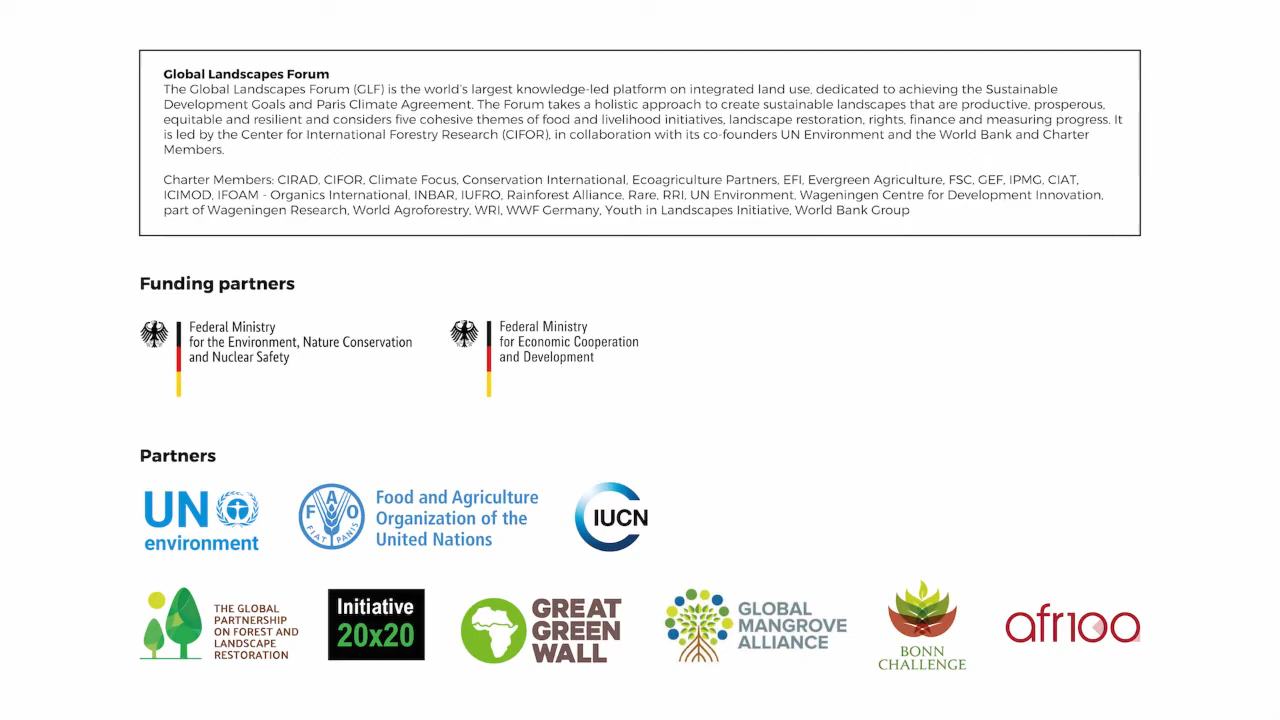 Global Landscapes Forum
The Global Landscapes Forum (GLF) is the world's largest knowledge-led platform on integrated land use, dedicated to achieving the Sustainable
Development Goals and Paris Climate Agreement. The Forum takes a holistic approach to create sustainable landscapes that are productive, prosperous,
equitable and resilient and considers five cohesive themes of food and livelihood initiatives, landscape restoration, rights, finance and measuring progress. It
is led by the Center for International Forestry Research (CIFOR), in collaboration with its co-founders UN Environment and the World Bank and Charter
Members.
Charter Members: CIRAD, CIFOR, Climate Focus, Conservation International, Ecoagriculture Partners, EFI, Evergreen Agriculture, FSC, GEF, IPMG, CIAT,
ICIMOD, IFOAM - Organics International, INBAR, IUFRO, Rainforest Alliance, Rare, RRI, UN Environment, Wageningen Centre for Development Innovation,
part of Wageningen Research, World Agroforestry, WRI, WWF Germany, Youth in Landscapes Initiative, World Bank Group
Funding partners
Federal Ministry
for the Environment, Nature Conservation
and Nuclear Safety
Federal Ministry
for Economic Cooperation
and Development
Partners
UN
environment
F A O
FIAT PANIS
Food and Agriculture
Organization of the
United Nations
IUCN
THE GLOBAL
PARTNERSHIP
ON FOREST AND
LANDSCAPE
RESTORATION
Initiative
20x20
GREAT
GREEN
WALL
GLOBAL
MANGROVE
ALLIANCE
BONN
CHALLENGE
afr100